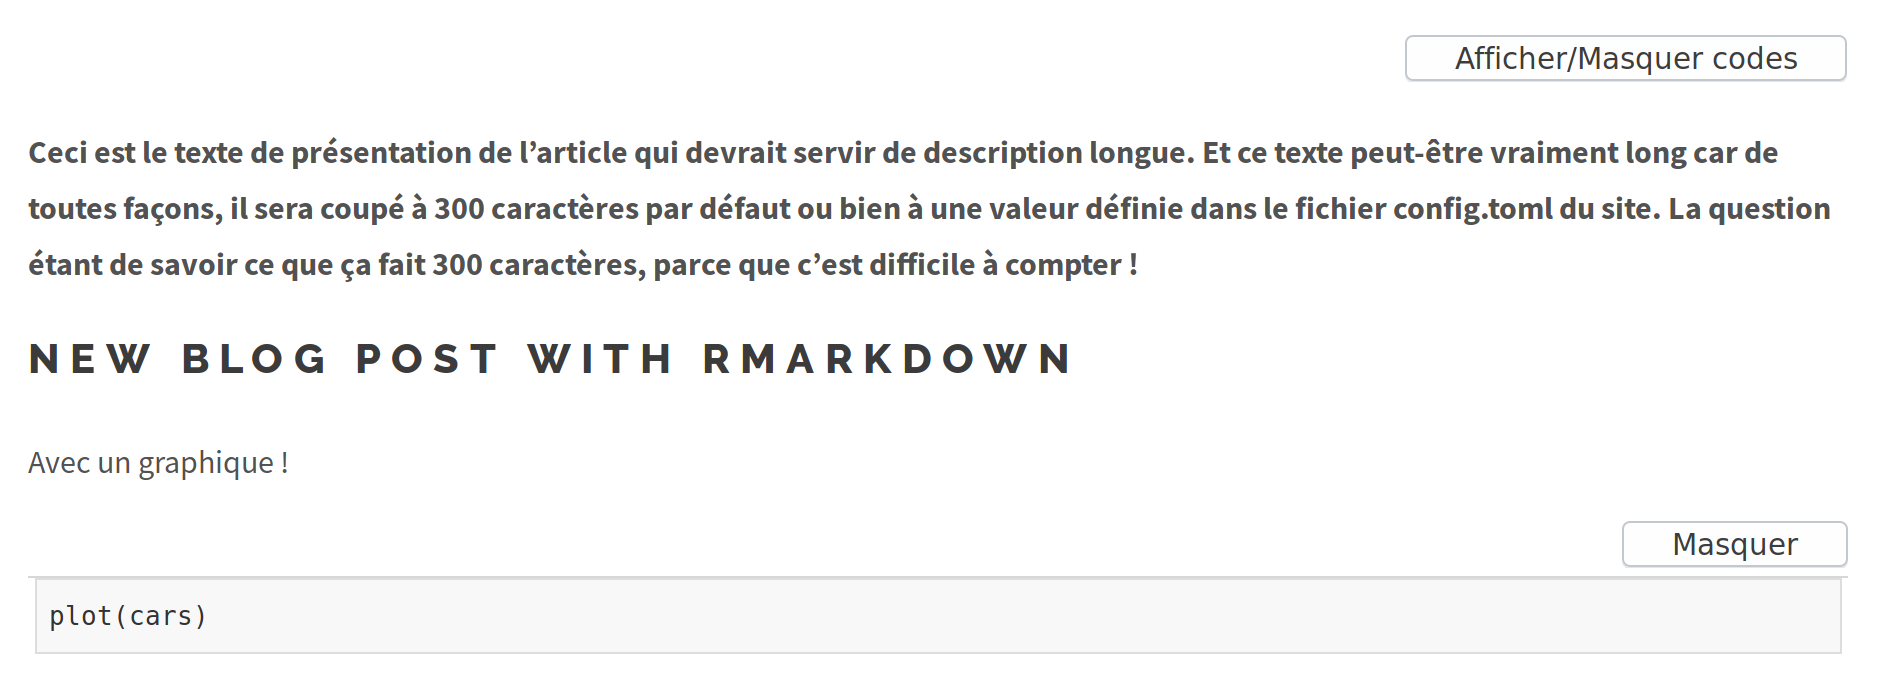 Afficher/Masquer codes
Ceci est le texte de présentation de l’article qui devrait servir de description longue. Et ce texte peut-être vraiment long car de
toutes façons, il sera coupé à 300 caractères par défaut ou bien à une valeur définie dans le fichier config.toml du site. La question
étant de savoir ce que ça fait 300 caractères, parce que c’est difficile à compter !
NEW BLOG POST WITH RMARKDOWN
Avec un graphique !
Masquer
plot(cars)